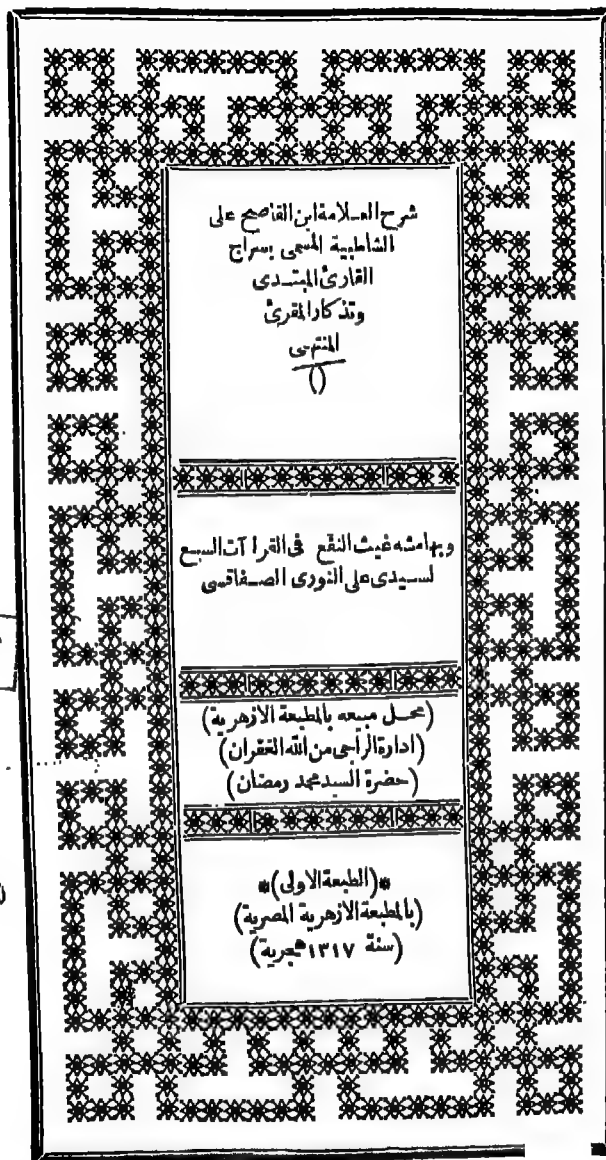 شرح العلامة ابن القاصح على
الشاطبية المسمى بسراج
القارئ المبتدى
وتذكار المقرئ
المنتهى
وبهامشه غيث النفع فى القراآت السبع
لسيدى على النورى الصفاقسى
(محل مبيعه بالمطبعة الازهرية)
(ادارة الراجى من الله الغفران)
(حضرة السيد محمد رمضان)
*(الطبعة الاولى)*
(بالمطبعة الازهرية المصرية)
(سنة ١٣١٧ هجرية)